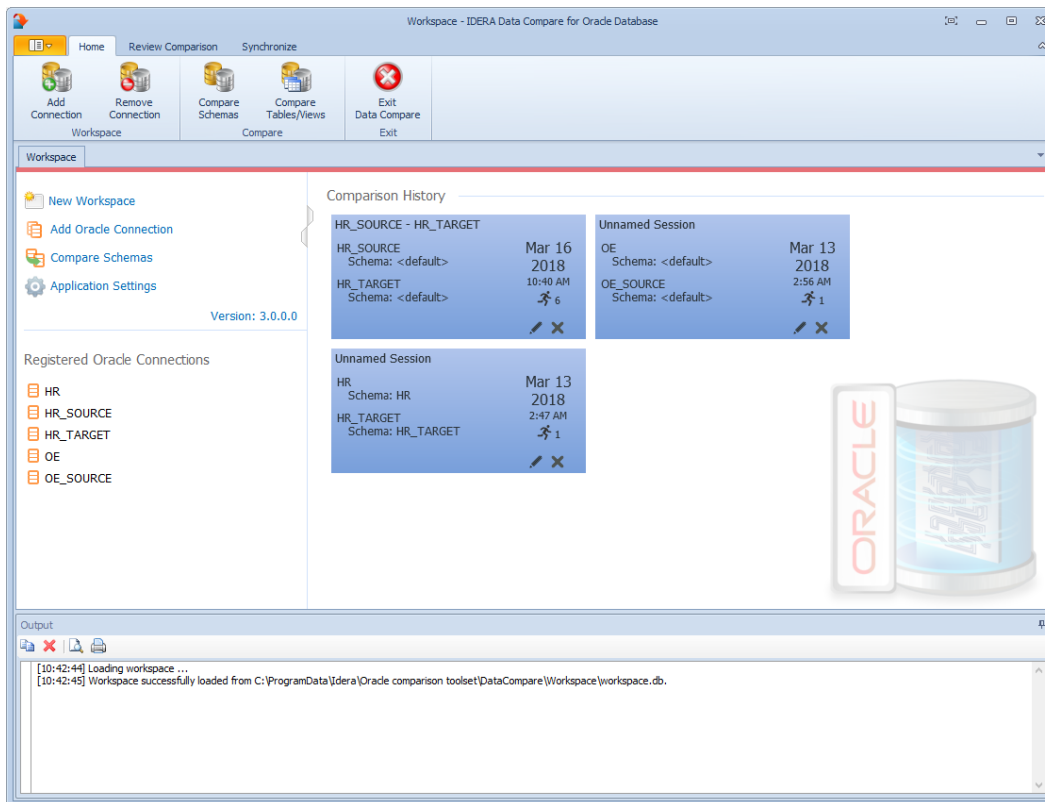 Workspace - IDERA Data Compare for Oracle Database
Home
Review Comparison
Synchronize
Add Connection
Remove Connection
Compare Schemas
Compare Tables/Views
Exit Data Compare
Workspace
Compare
Exit
Workspace
New Workspace
Add Oracle Connection
Compare Schemas
Application Settings
Version: 3.0.0.0
Registered Oracle Connections
HR
HR_SOURCE
HR_TARGET
OE
OE_SOURCE
Comparison History
HR_SOURCE - HR_TARGET
HR_SOURCE
Schema: <default>
HR_TARGET
Schema: <default>
Mar 16
2018
10:40 AM
6
Unnamed Session
OE
Schema: <default>
OE_SOURCE
Schema: <default>
Mar 13
2018
2:56 AM
1
Unnamed Session
HR
Schema: HR
HR_TARGET
Schema: HR_TARGET
Mar 13
2018
2:47 AM
1
ORACLE
Output
[10:42:44] Loading workspace ...
[10:42:45] Workspace successfully loaded from C:\ProgramData\Idera\Oracle comparison toolset\DataCompare\Workspace\workspace.db.